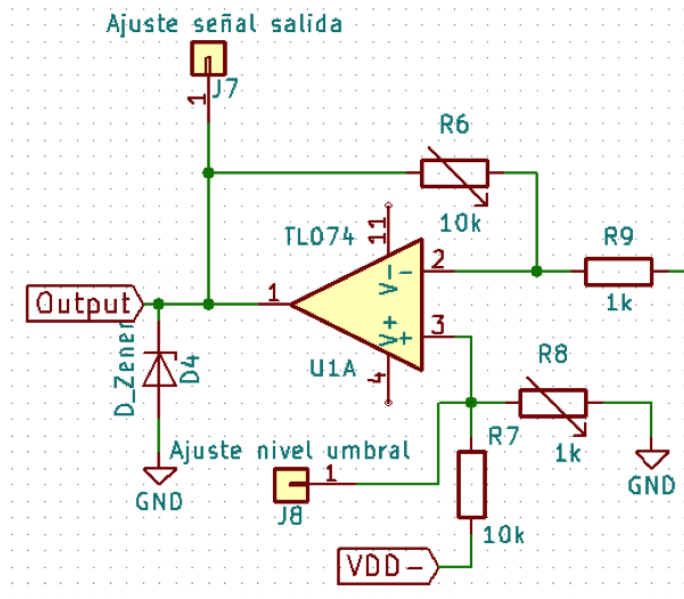 Ajuste señal salida
J7
1
R6
10k
TL074
11
V-
-
2
R9
1k
Output
1
3
V+
+
U1A
4
D_Zener
D4
R8
1k
GND
R7
10k
Ajuste nivel umbral
1
J8
GND
VDD-